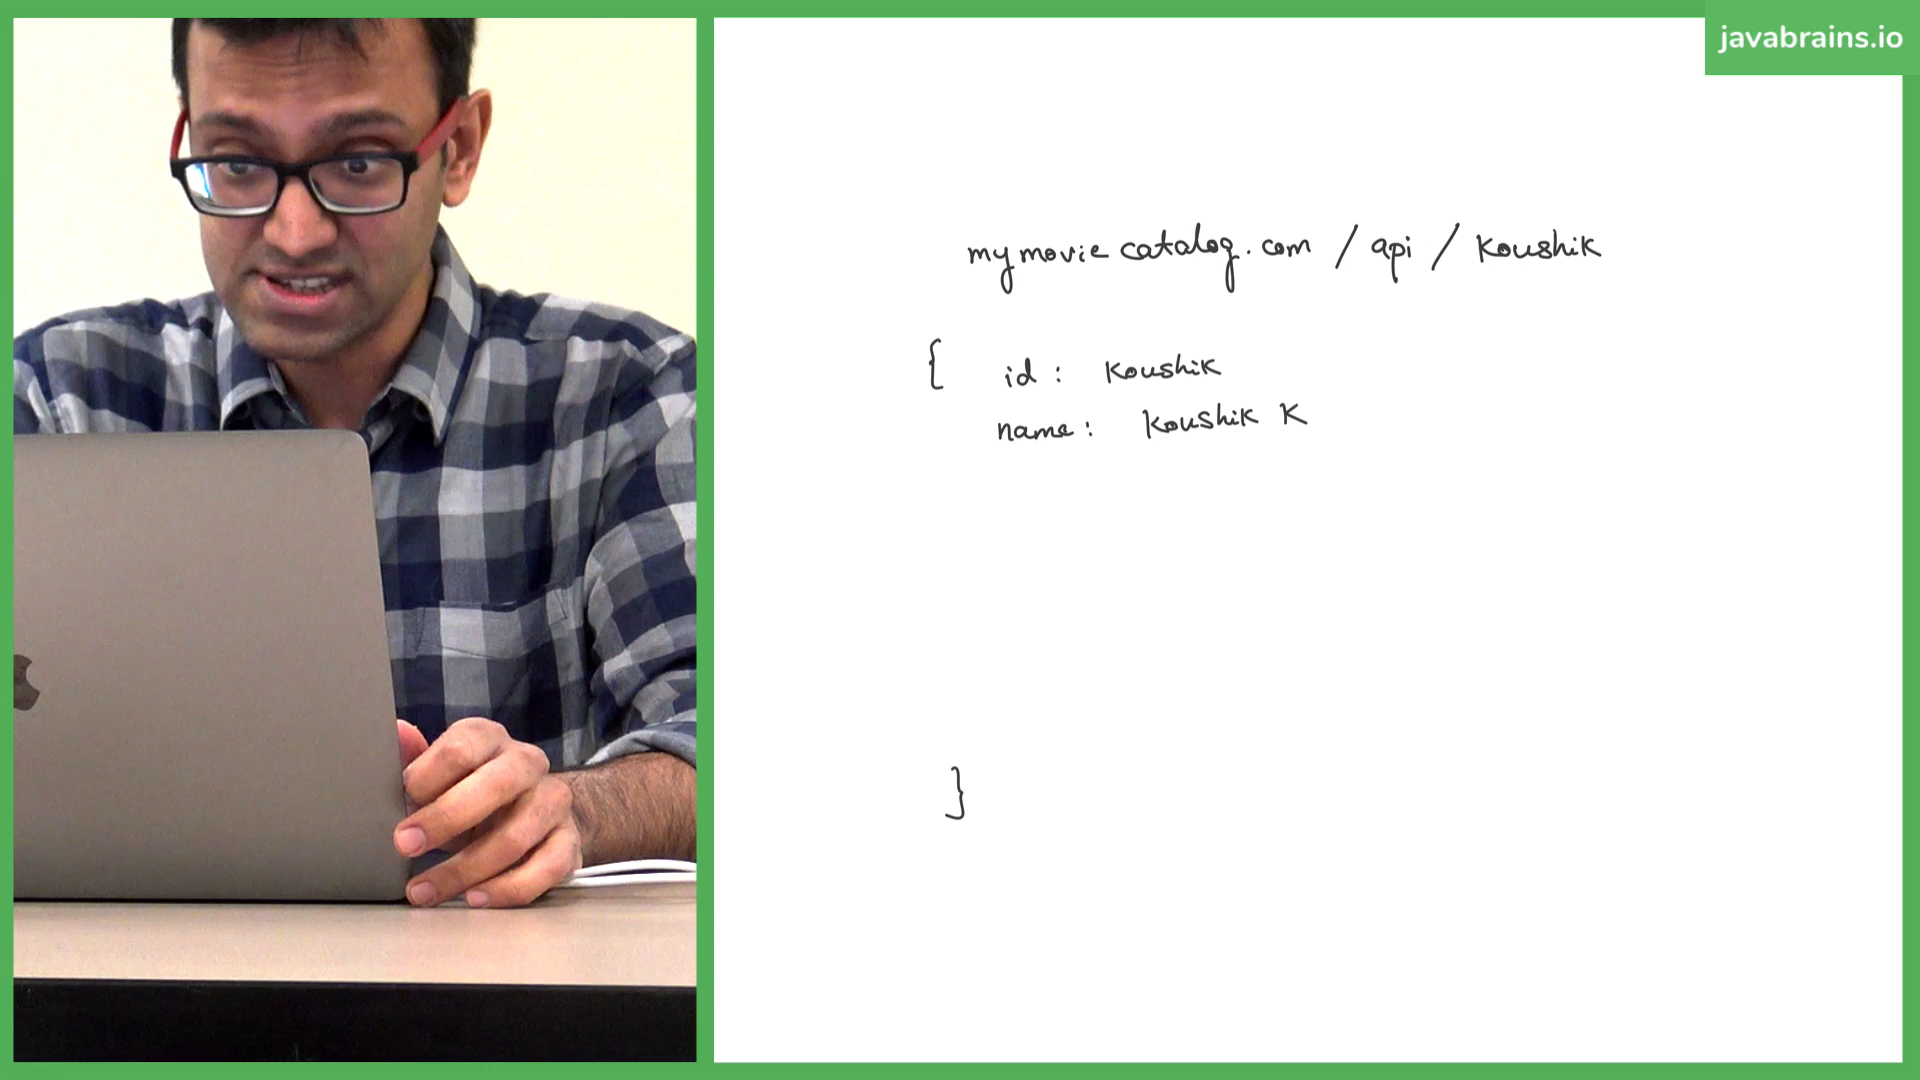 javabrains.io
mymoviecatalog.com / api / Koushik
{ id : Koushik
name : Koushik K
}